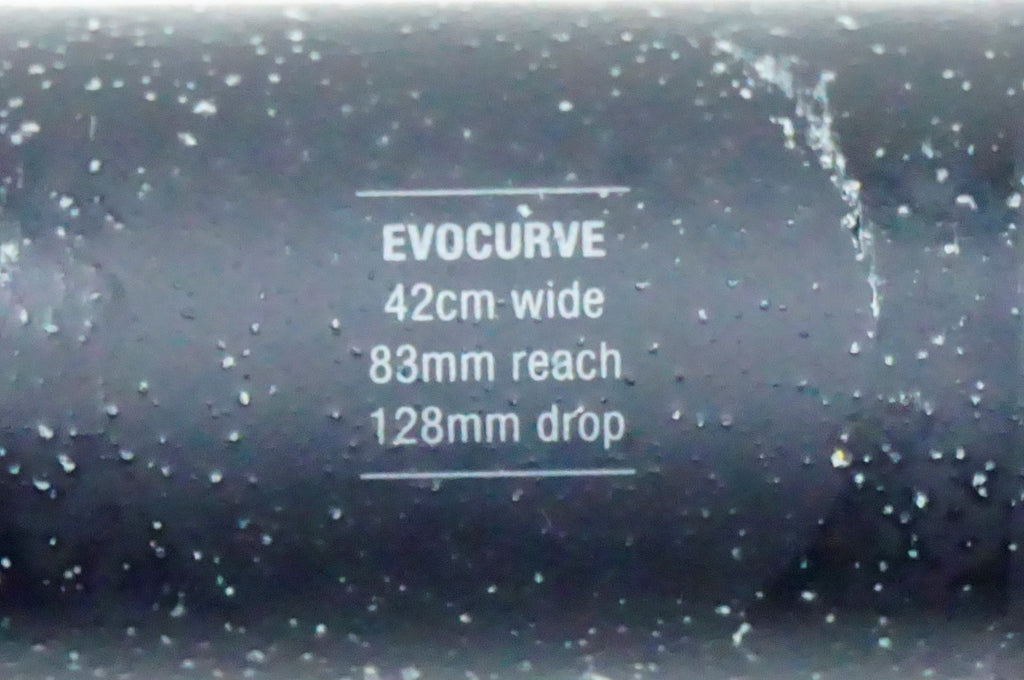 EVOCURVE
42cm wide
83mm reach
128mm drop